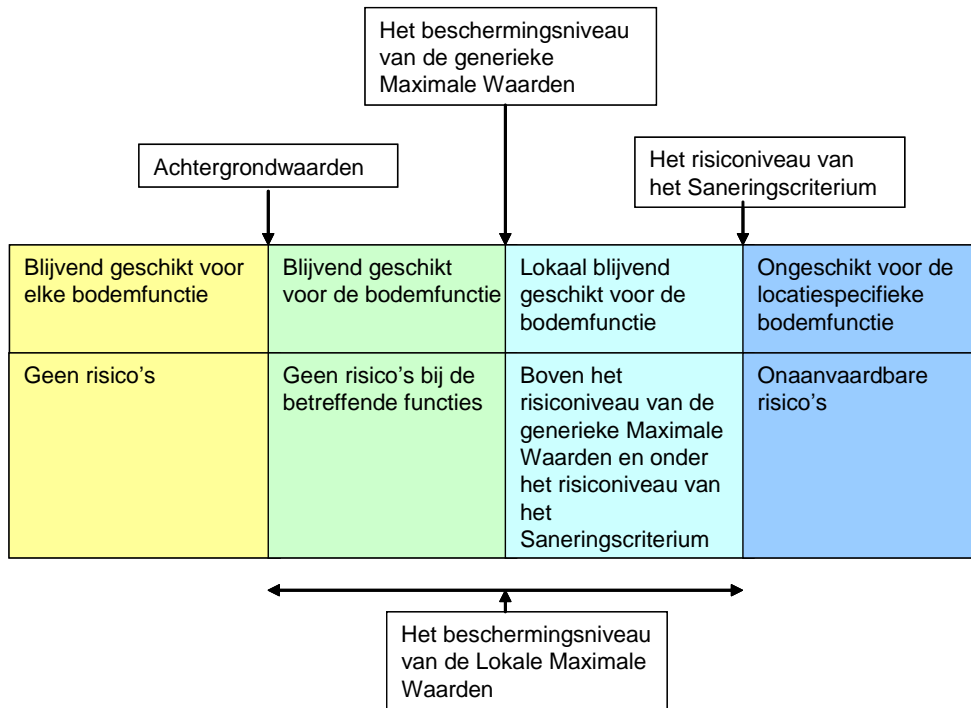 Het beschermingsniveau
van de generieke
Maximale Waarden
Achtergrondwaarden
Het risiconiveau van
het Saneringscriterium
Blijvend geschikt voor
elke bodemfunctie
Blijvend geschikt
voor de bodemfunctie
Lokaal blijvend
geschikt voor de
bodemfunctie
Ongeschikt voor de
locatiespecifieke
bodemfunctie
Geen risico's
Geen risico's bij de
betreffende functies
Boven het
risiconiveau van de
generieke Maximale
Waarden en onder
het risiconiveau van
het
Saneringscriterium
Onaanvaardbare
risico's
Het beschermingsniveau
van de Lokale Maximale
Waarden